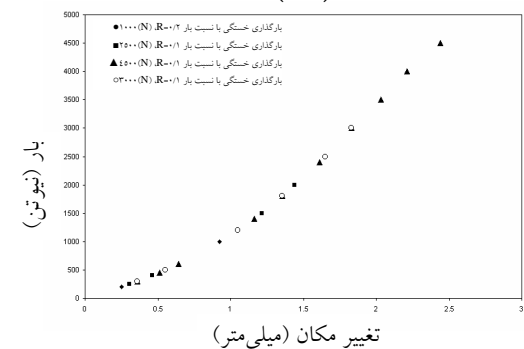 5000
4500
4000
3500
3000
2500
2000
1500
1000
500
0
بارگذاری خستگی با نسبت بار R=۰/۲، (N)۱۰۰۰
بارگذاری خستگی با نسبت بار R=۰/۱، (N)۲۵۰۰
بارگذاری خستگی با نسبت بار R=۰/۱، (N)٤٥۰۰
بارگذاری خستگی با نسبت بار R=۰/۱، (N)۳۰۰۰
بار (نیوتن)
0 0.5 1 1.5 2 2.5 3
تغییر مکان (میلی‌متر)